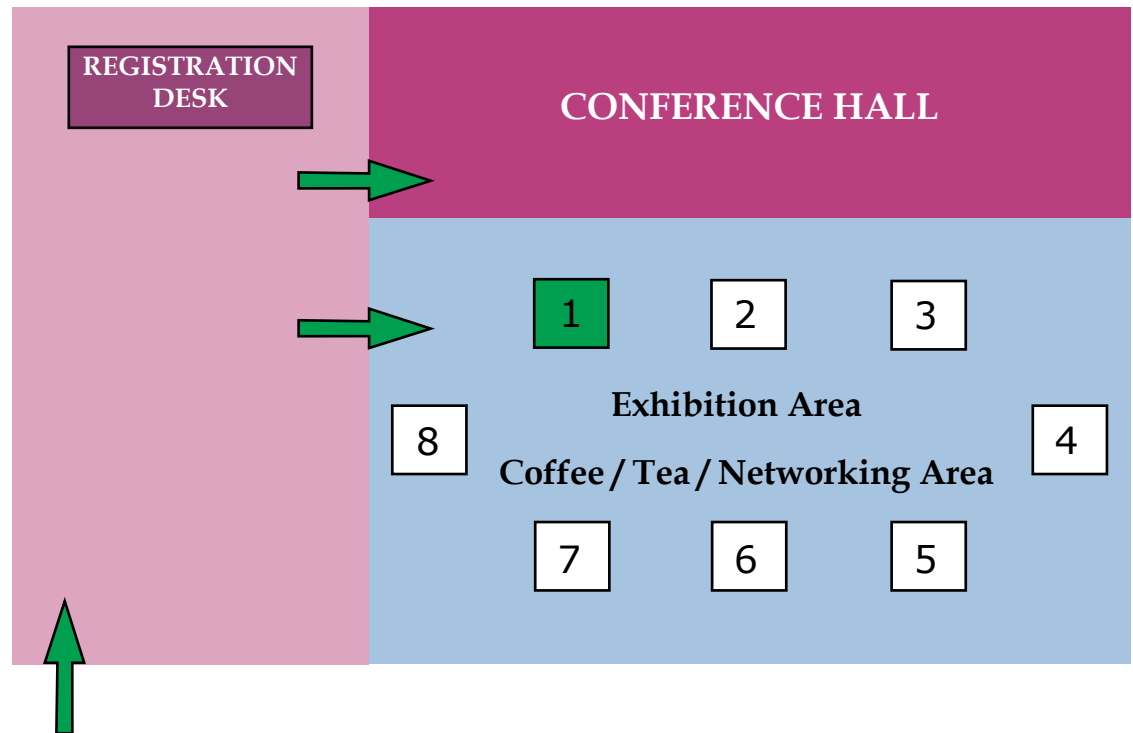 REGISTRATION
DESK
CONFERENCE HALL
1
2
3
Exhibition Area
8
4
Coffee / Tea / Networking Area
7
6
5